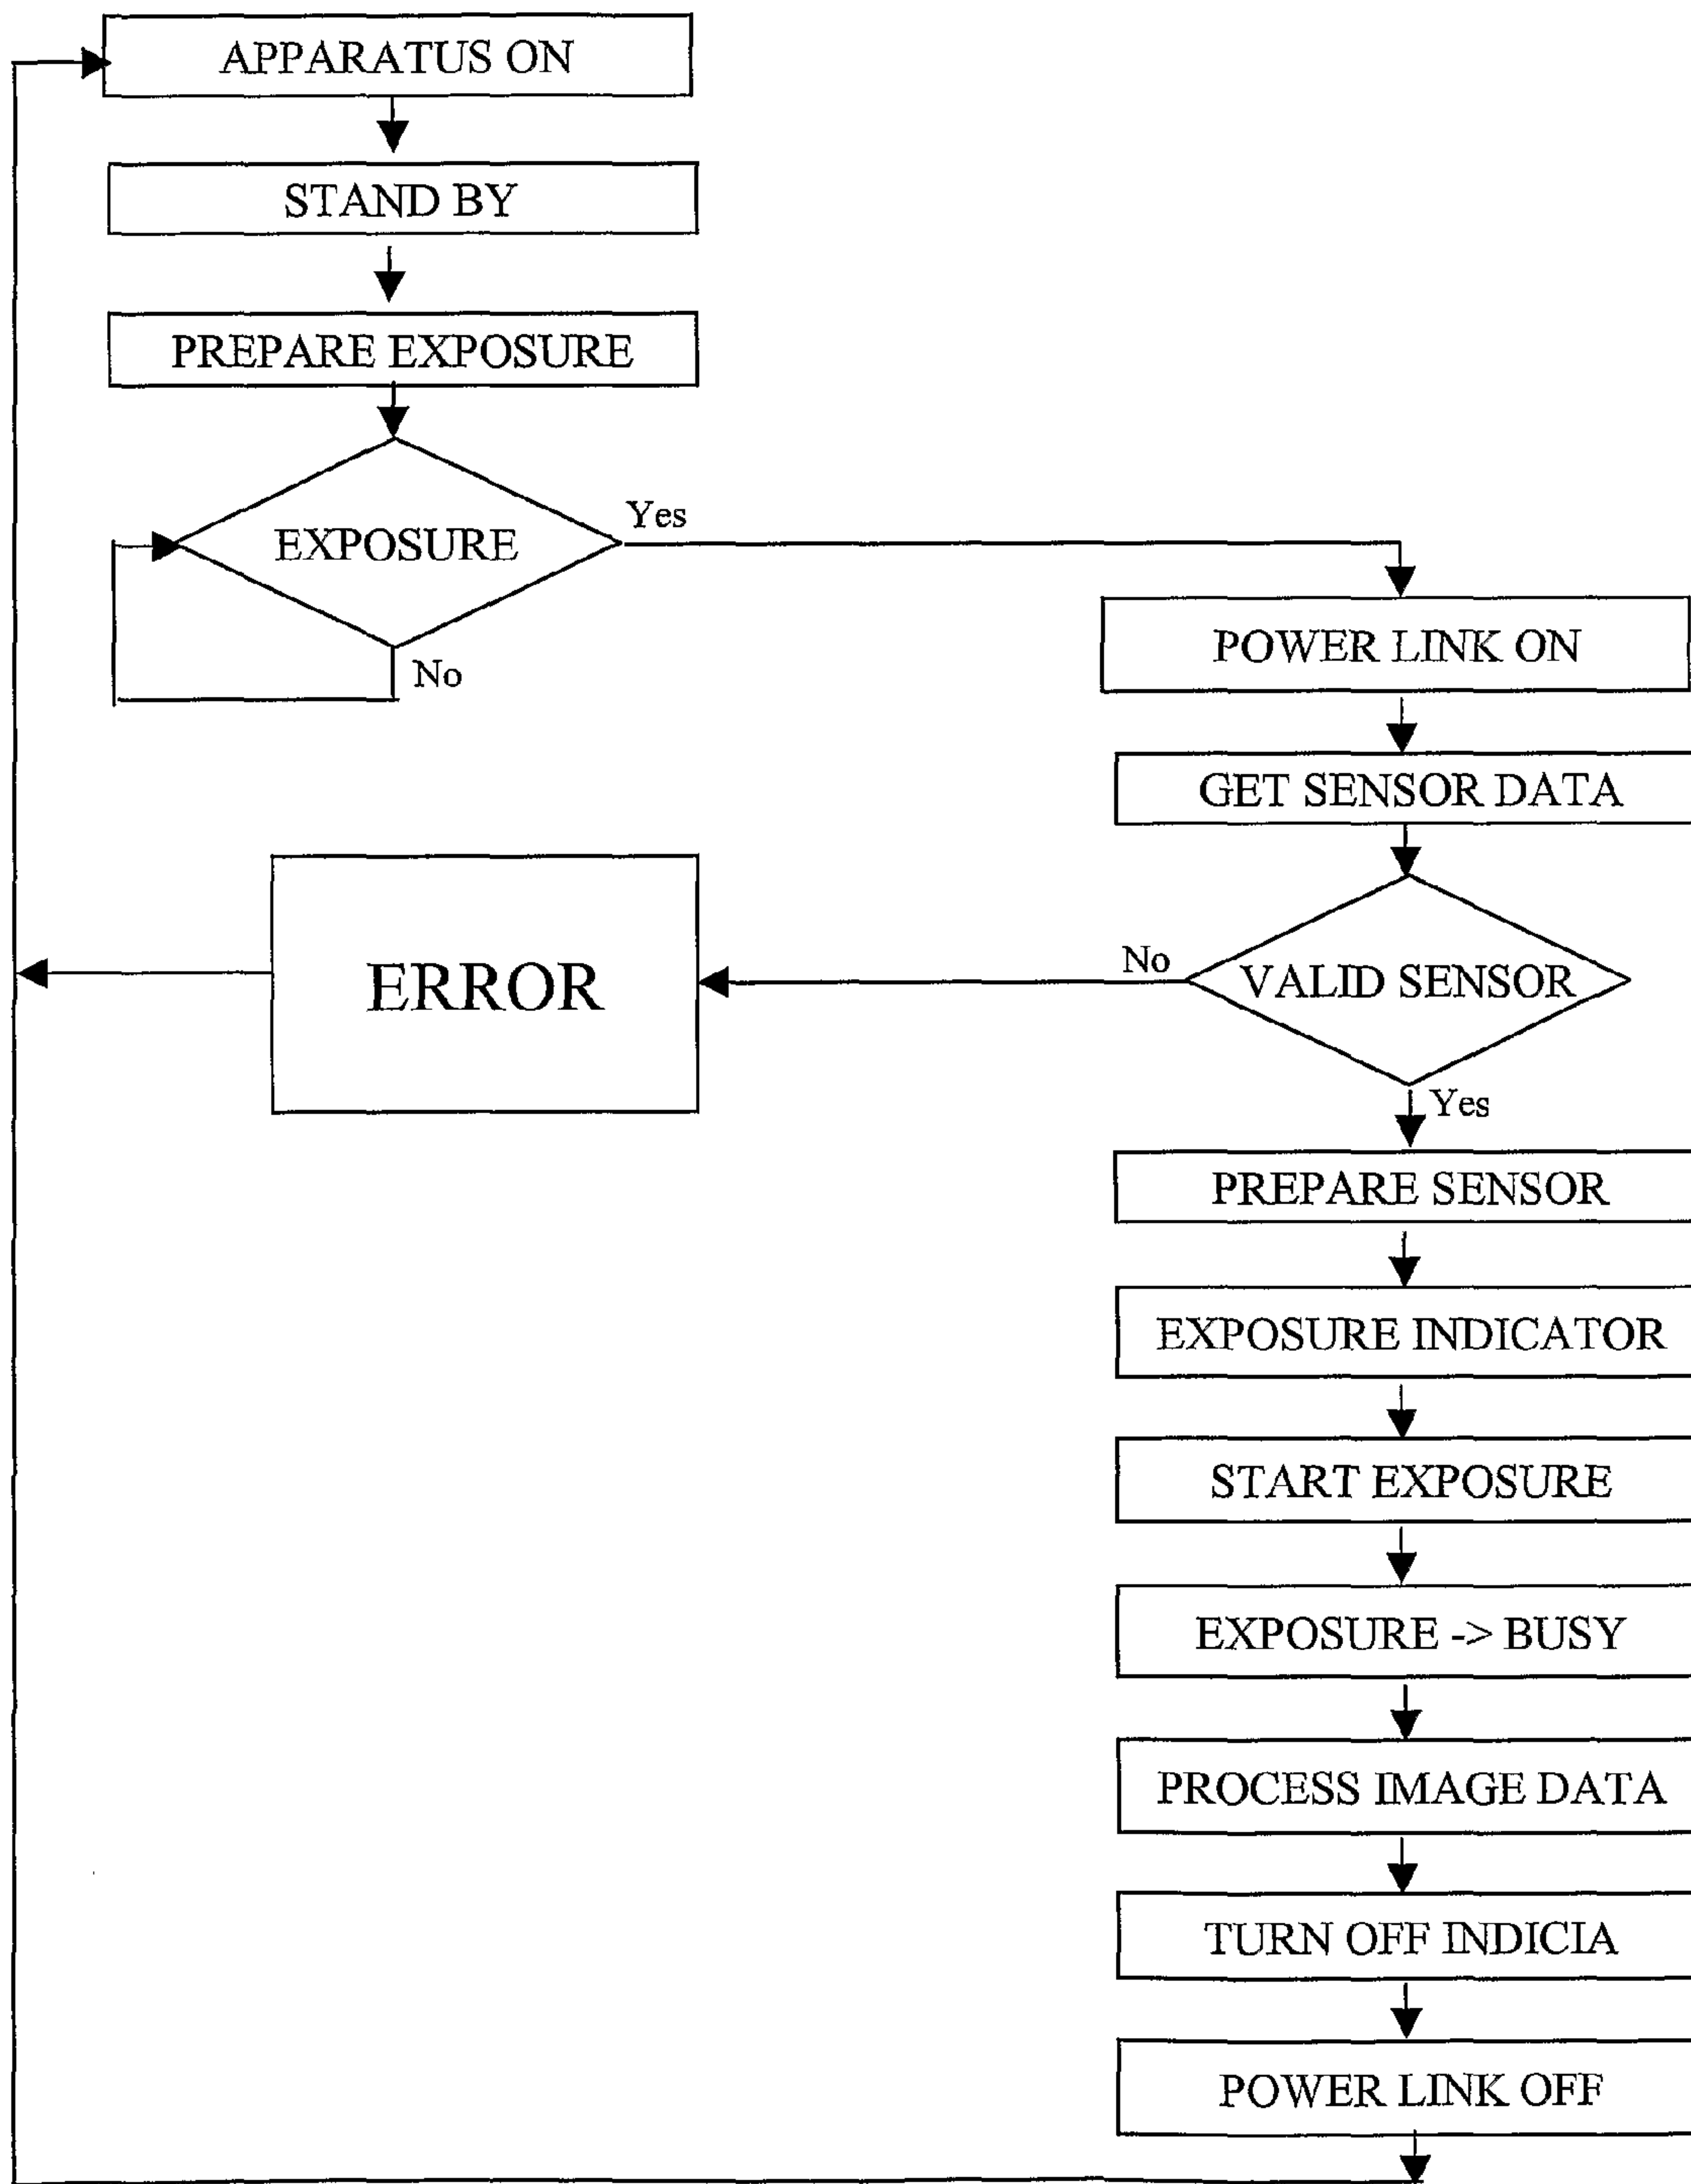 APPARATUS ON
STAND BY
PREPARE EXPOSURE
EXPOSURE
Yes
No
POWER LINK ON
GET SENSOR DATA
VALID SENSOR
No
ERROR
Yes
PREPARE SENSOR
EXPOSURE INDICATOR
START EXPOSURE
EXPOSURE -> BUSY
PROCESS IMAGE DATA
TURN OFF INDICIA
POWER LINK OFF